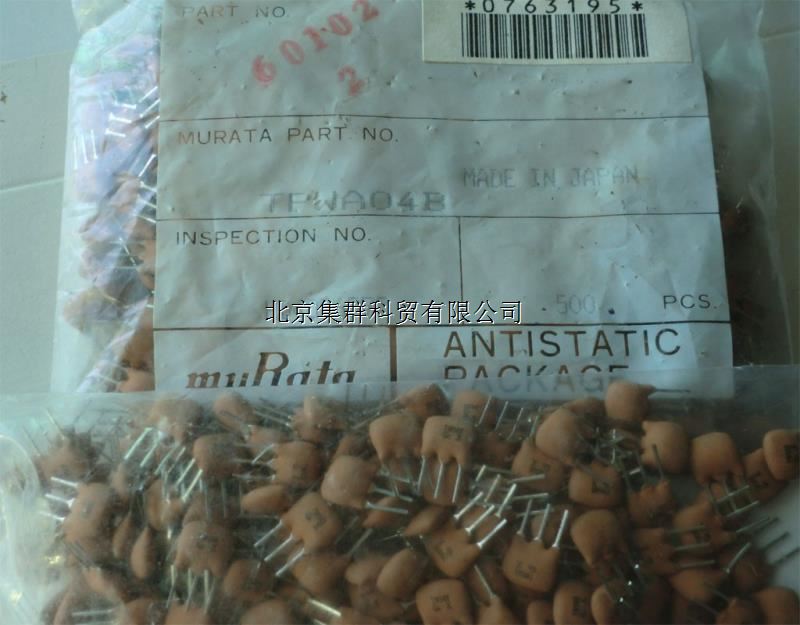 PART NO.
*0763195*
60102
2
MURATA PART NO.
MADE IN JAPAN
TPWA04B
INSPECTION NO.
500 PCS.
北京集群科贸有限公司
muRata
ANTISTATIC
PACKAGE